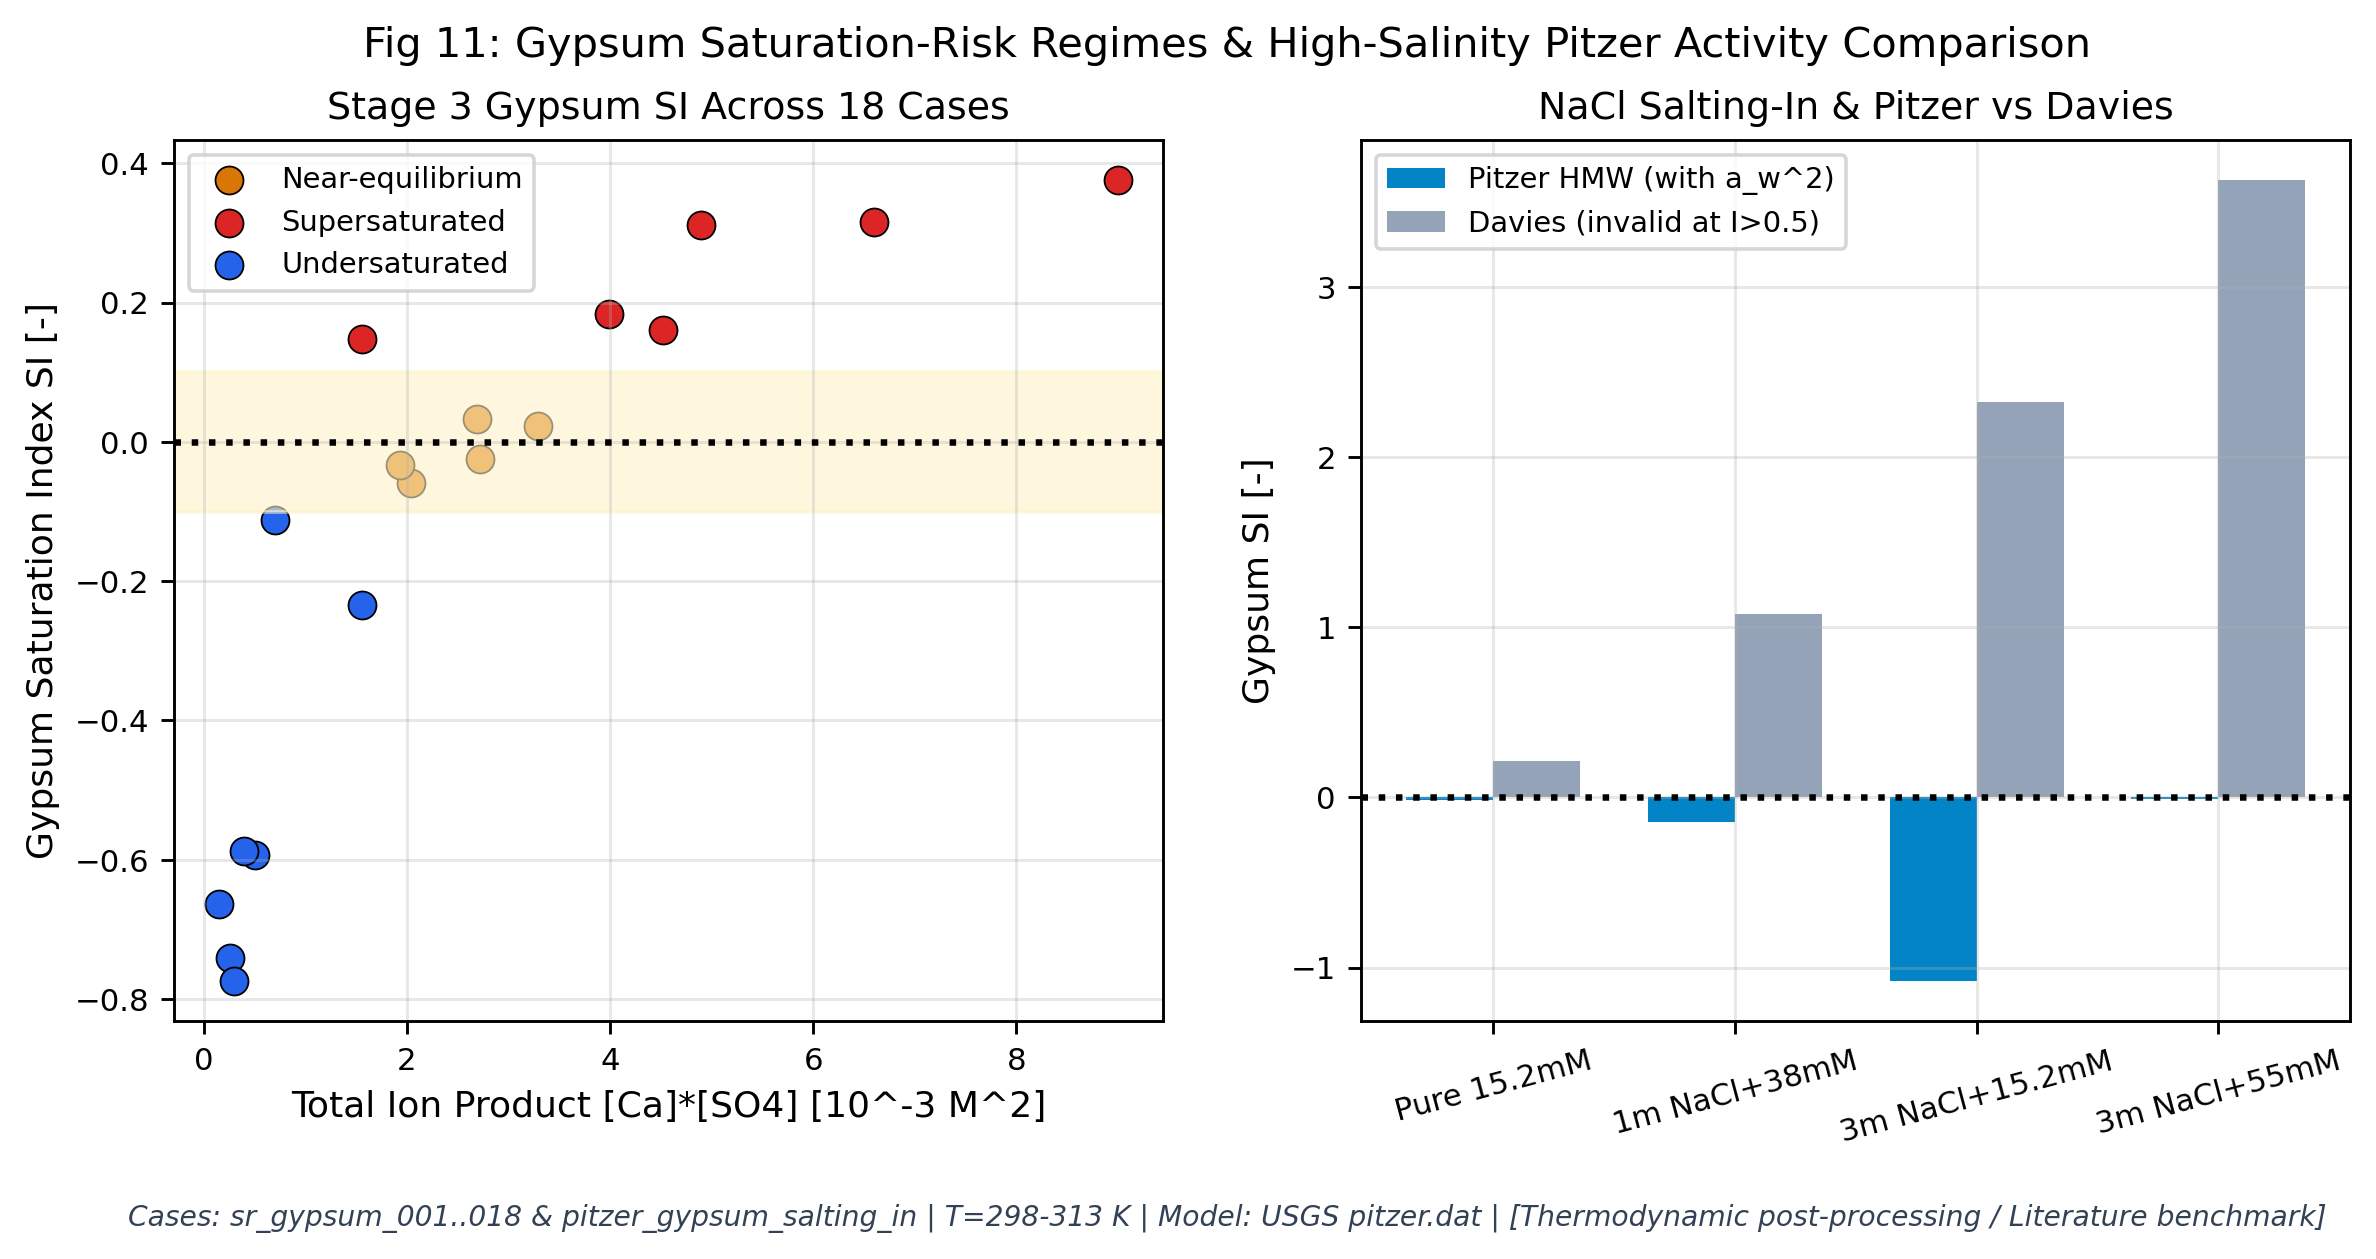 Fig 11: Gypsum Saturation-Risk Regimes & High-Salinity Pitzer Activity Comparison
Stage 3 Gypsum SI Across 18 Cases
Near-equilibrium
Supersaturated
Undersaturated
Gypsum Saturation Index SI [-]
0.4
0.2
0.0
−0.2
−0.4
−0.6
−0.8
0
2
4
6
8
Total Ion Product [Ca]*[SO4] [10^-3 M^2]
NaCl Salting-In & Pitzer vs Davies
Pitzer HMW (with a_w^2)
Davies (invalid at I>0.5)
Gypsum SI [-]
3
2
1
0
−1
Pure 15.2mM
1m NaCl+38mM
3m NaCl+15.2mM
3m NaCl+55mM
Cases: sr_gypsum_001..018 & pitzer_gypsum_salting_in | T=298-313 K | Model: USGS pitzer.dat | [Thermodynamic post-processing / Literature benchmark]